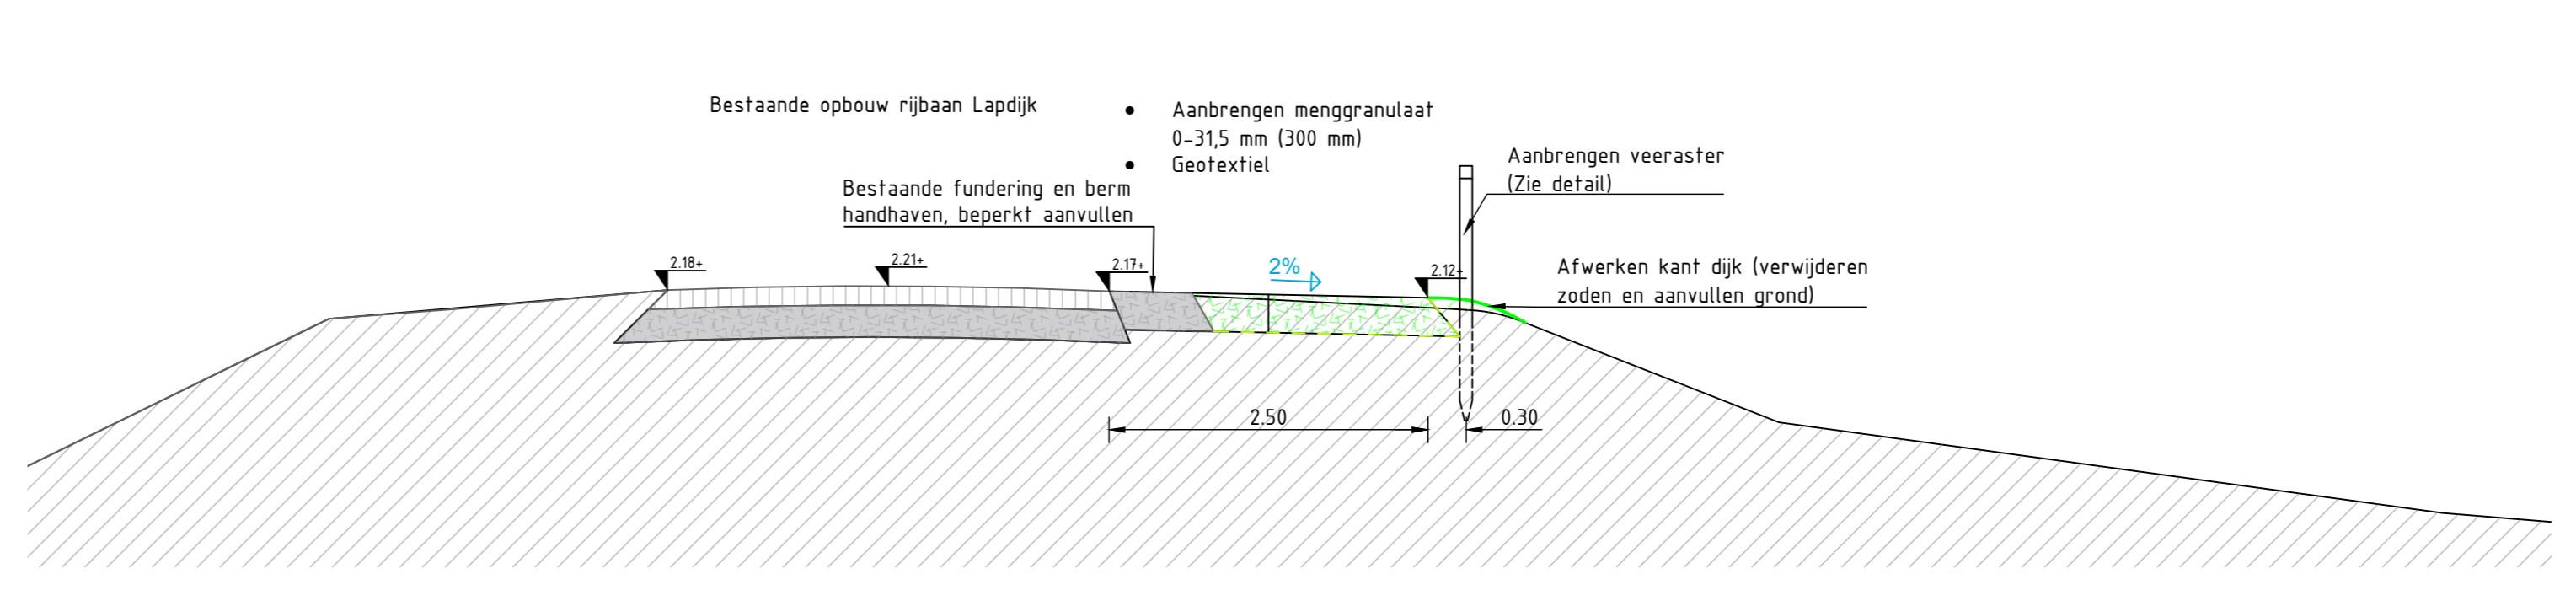 Bestaande opbouw rijbaan Lapdijk
• Aanbrengen menggranulaat
0-31,5 mm (300 mm)
• Geotextiel
Bestaande fundering en berm
handhaven, beperkt aanvullen
Aanbrengen veeraster
(Zie detail)
Afwerken kant dijk (verwijderen
zoden en aanvullen grond)
2.18+
2.21+
2.17+
2%
2.12+
2.50
0.30